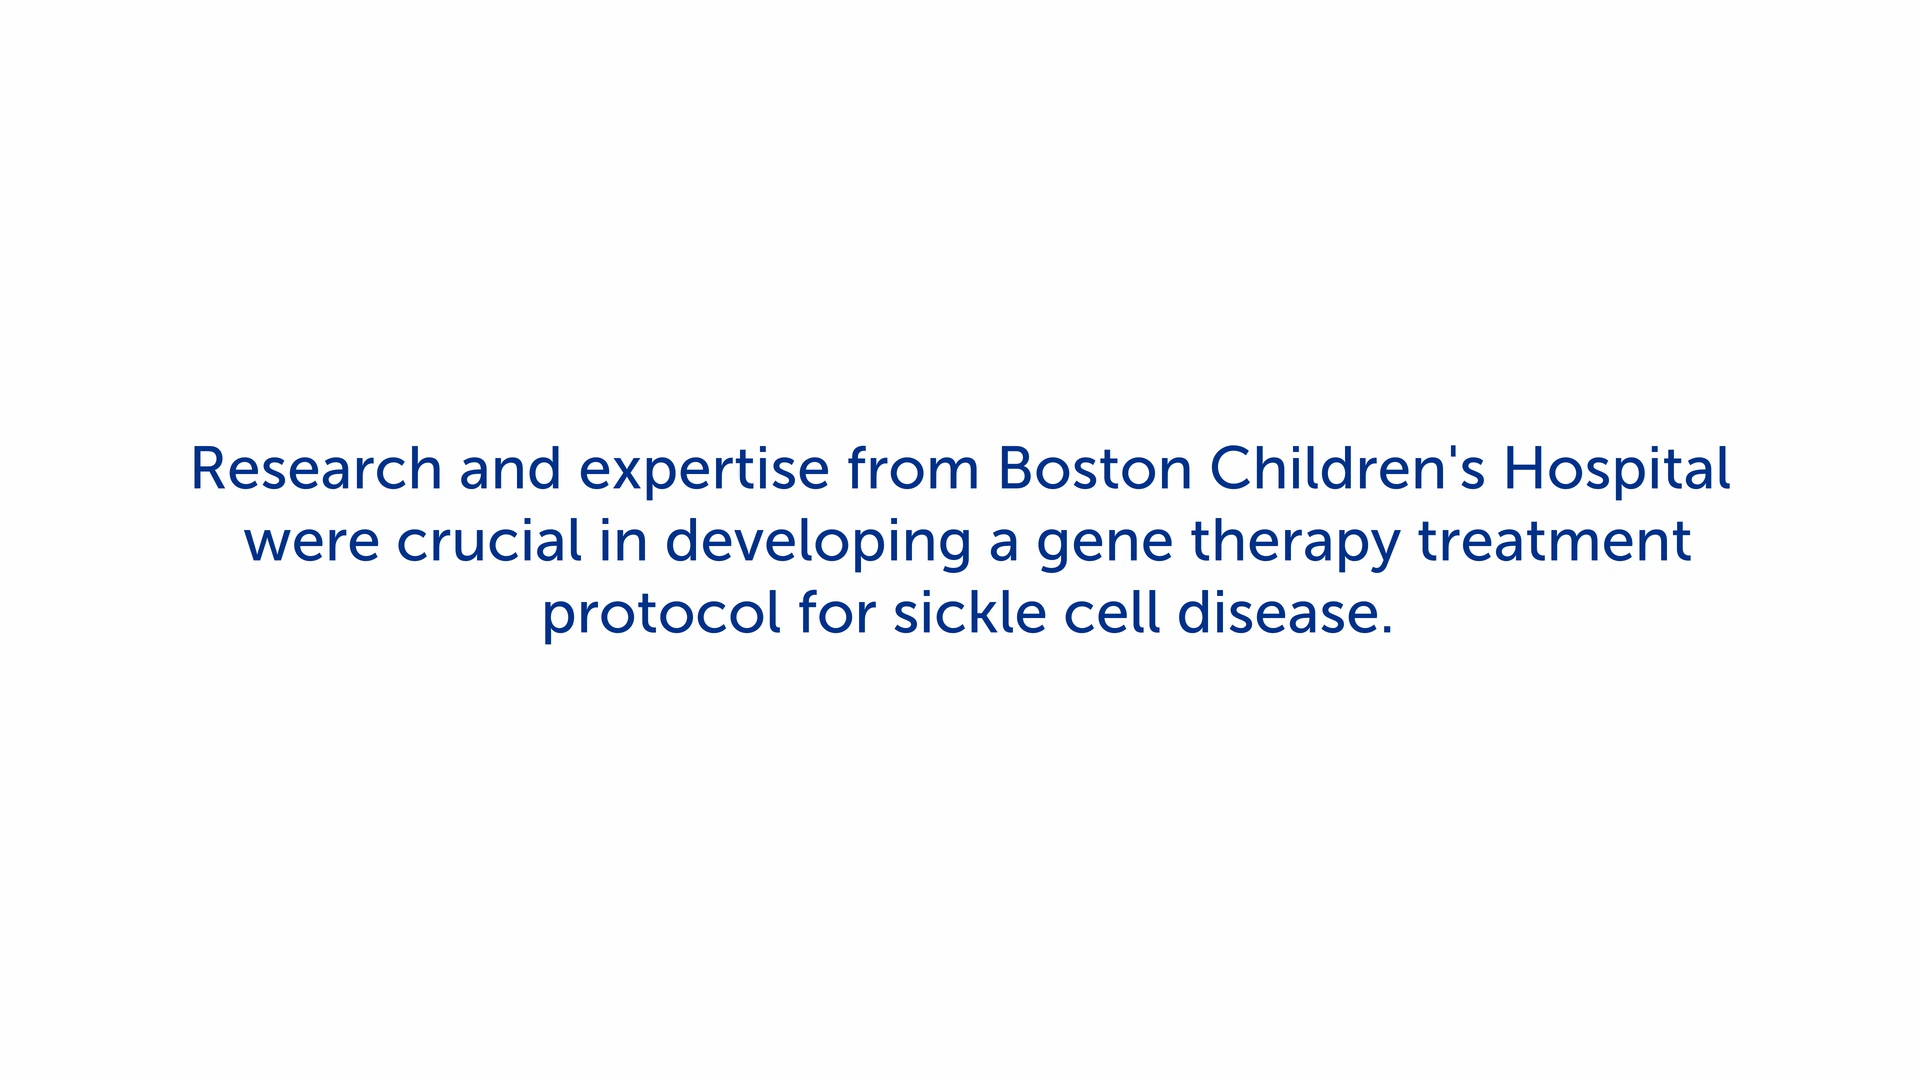 Research and expertise from Boston Children's Hospital
were crucial in developing a gene therapy treatment
protocol for sickle cell disease.